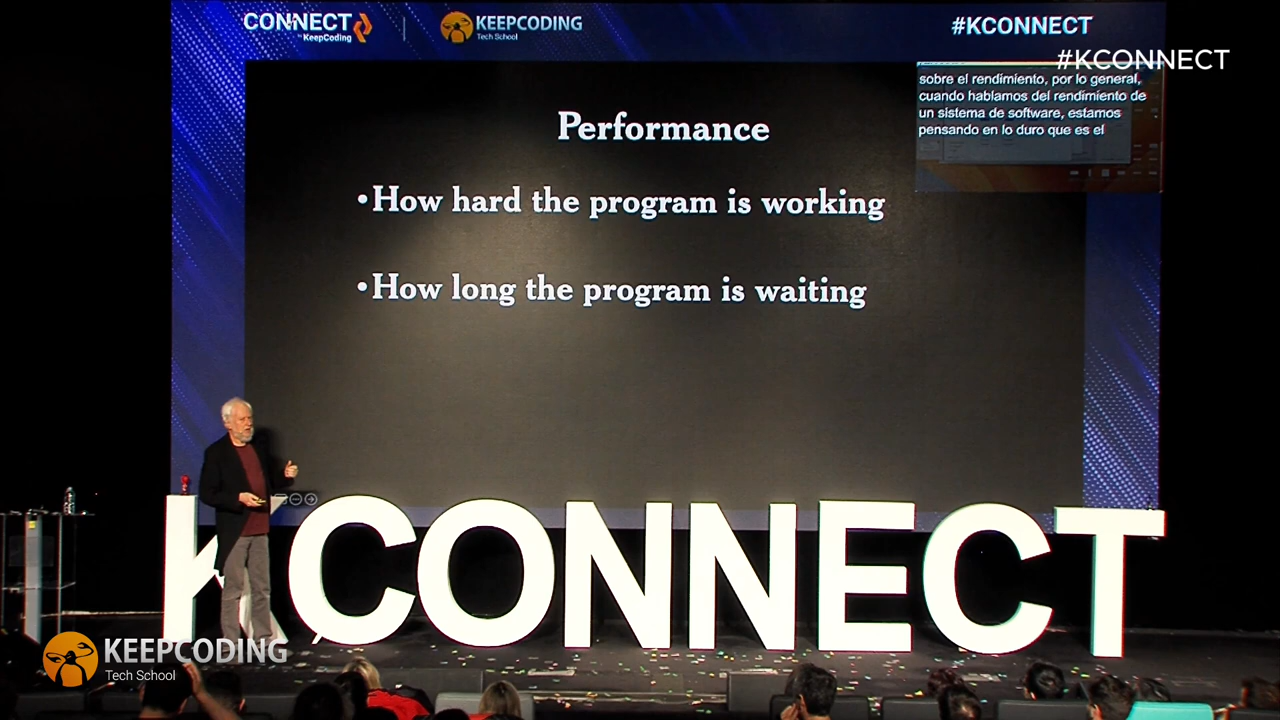 CONNECT
by KeepCoding
KEEPCODING
Tech School
#KCONNECT
#KCONNECT
sobre el rendimiento, por lo general,
cuando hablamos del rendimiento de
un sistema de software, estamos
pensando en lo duro que es el
Performance
•How hard the program is working
•How long the program is waiting
KCONNECT
KEEPCODING
Tech School